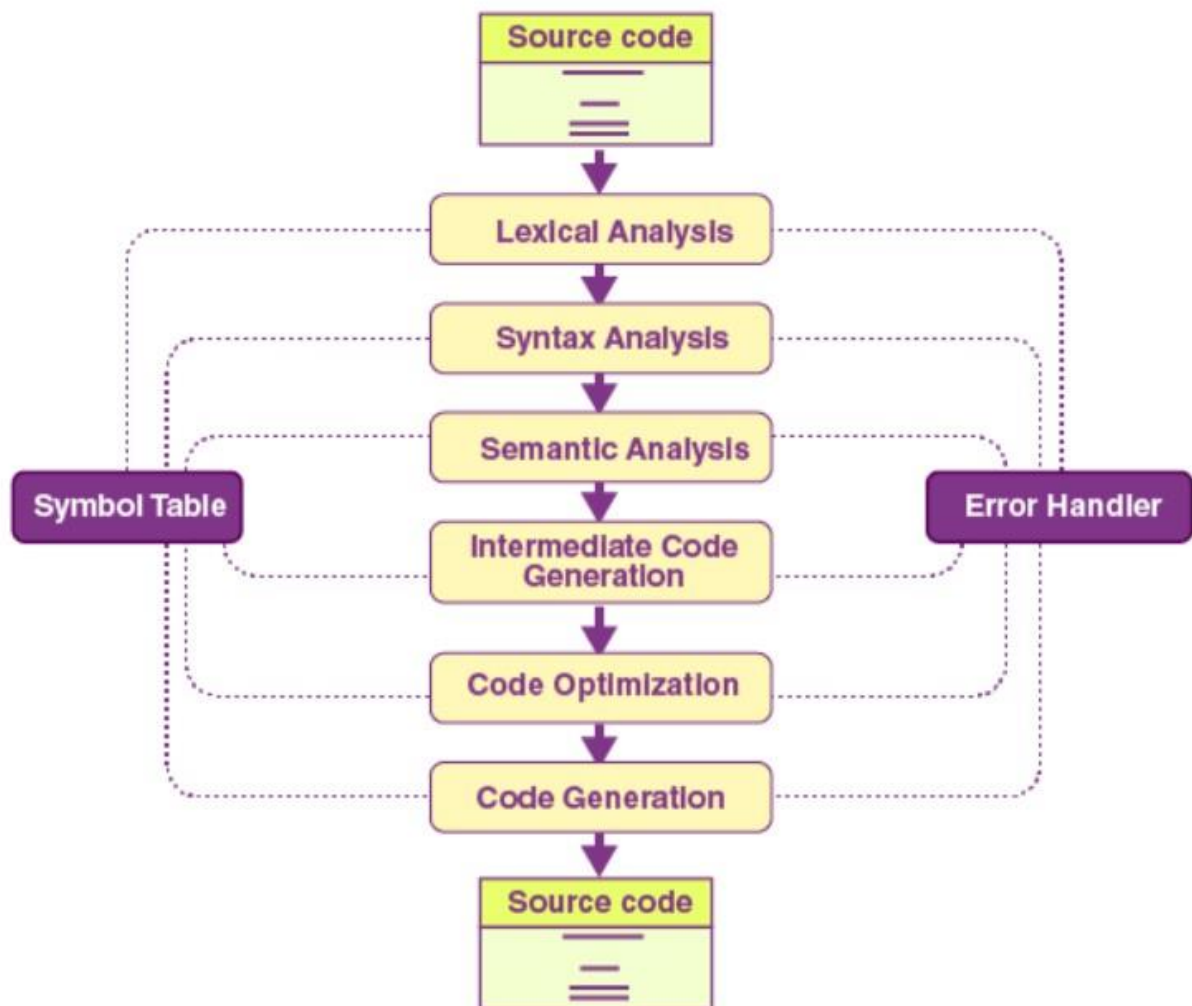 Source code
Lexical Analysis
Syntax Analysis
Semantic Analysis
Symbol Table
Error Handler
Intermediate Code
Generation
Code Optimization
Code Generation
Source code